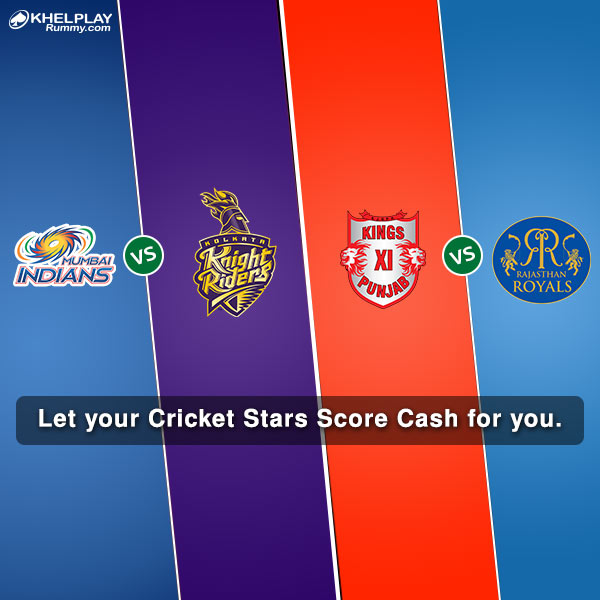 KHELPLAY
Rummy.com
MUMBAI
INDIANS
VS
KOLKATA
Knight
Riders
KINGS
XI
PUNJAB
VS
RR
RAJASTHAN
ROYALS
Let your Cricket Stars Score Cash for you.